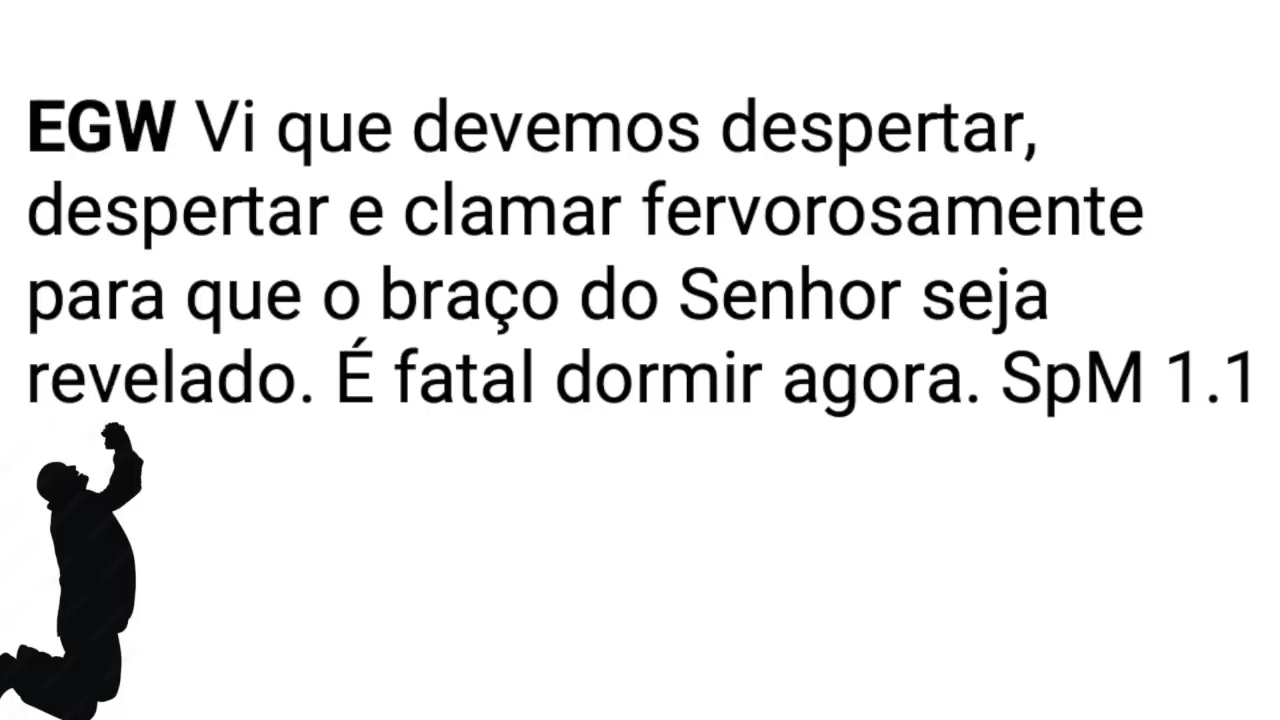 EGW Vi que devemos despertar,
despertar e clamar fervorosamente
para que o braço do Senhor seja
revelado. É fatal dormir agora. SpM 1.1